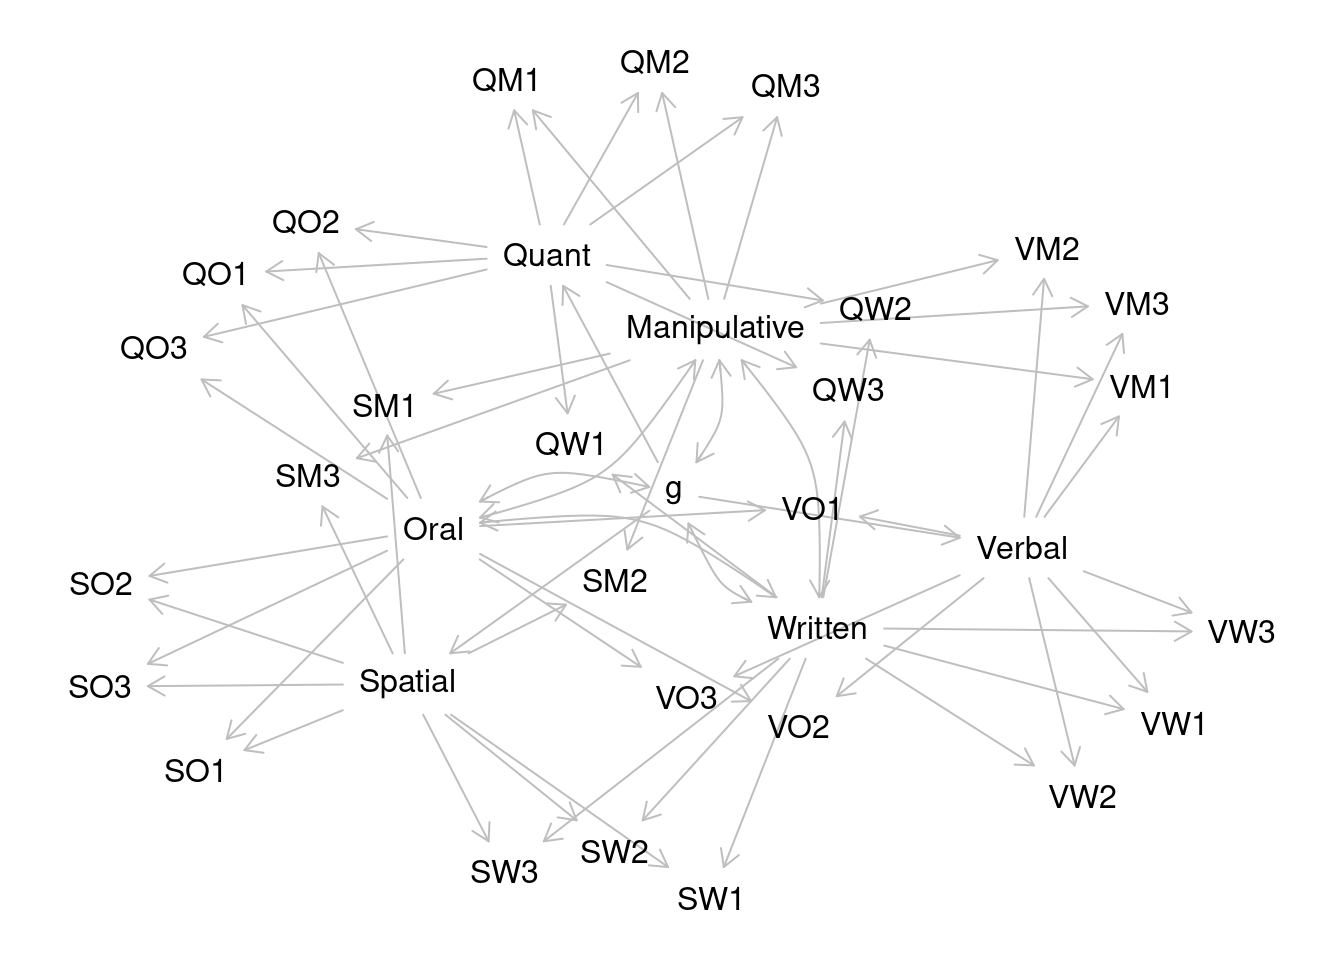 QM1
QM2
QM3
QO2
Quant
VM2
QO1
QW2
VM3
Manipulative
QO3
QW3
VM1
SM1
QW1
SM3
g
VO1
Oral
Verbal
SO2
SM2
Written
VW3
SO3
Spatial
VO3
VO2
VW1
SO1
VW2
SW2
SW3
SW1